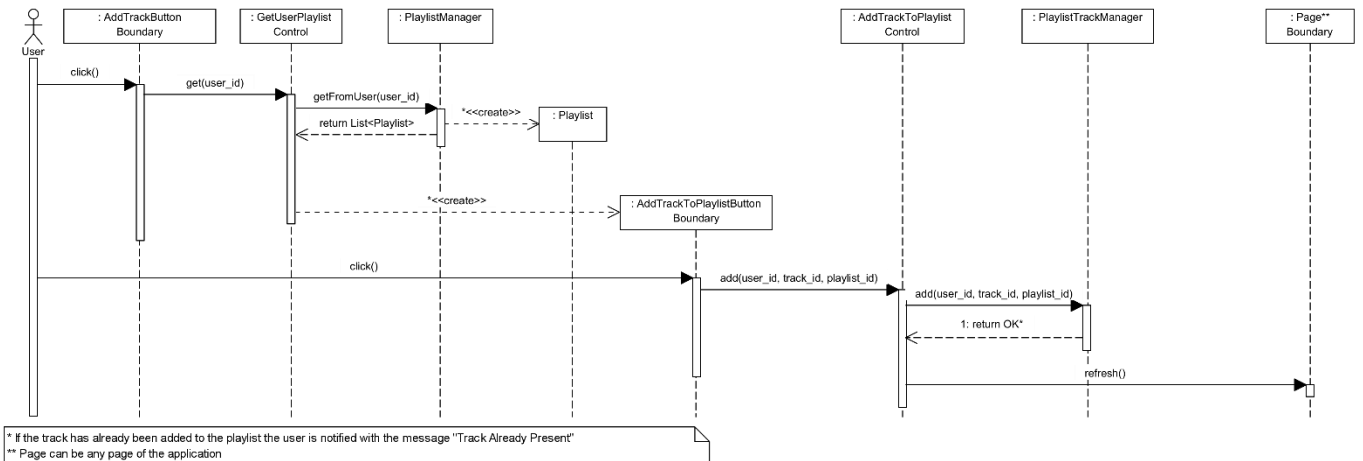 : AddTrackButton
Boundary
: GetUserPlaylist
Control
: PlaylistManager
: AddTrackToPlaylist
Control
: PlaylistTrackManager
: Page**
Boundary
User
click()
get(user_id)
getFromUser(user_id)
*<<create>>
: Playlist
return List<Playlist>
*<<create>>
: AddTrackToPlaylistButton
Boundary
click()
add(user_id, track_id, playlist_id)
add(user_id, track_id, playlist_id)
1: return OK*
refresh()
* If the track has already been added to the playlist the user is notified with the message "Track Already Present"
** Page can be any page of the application